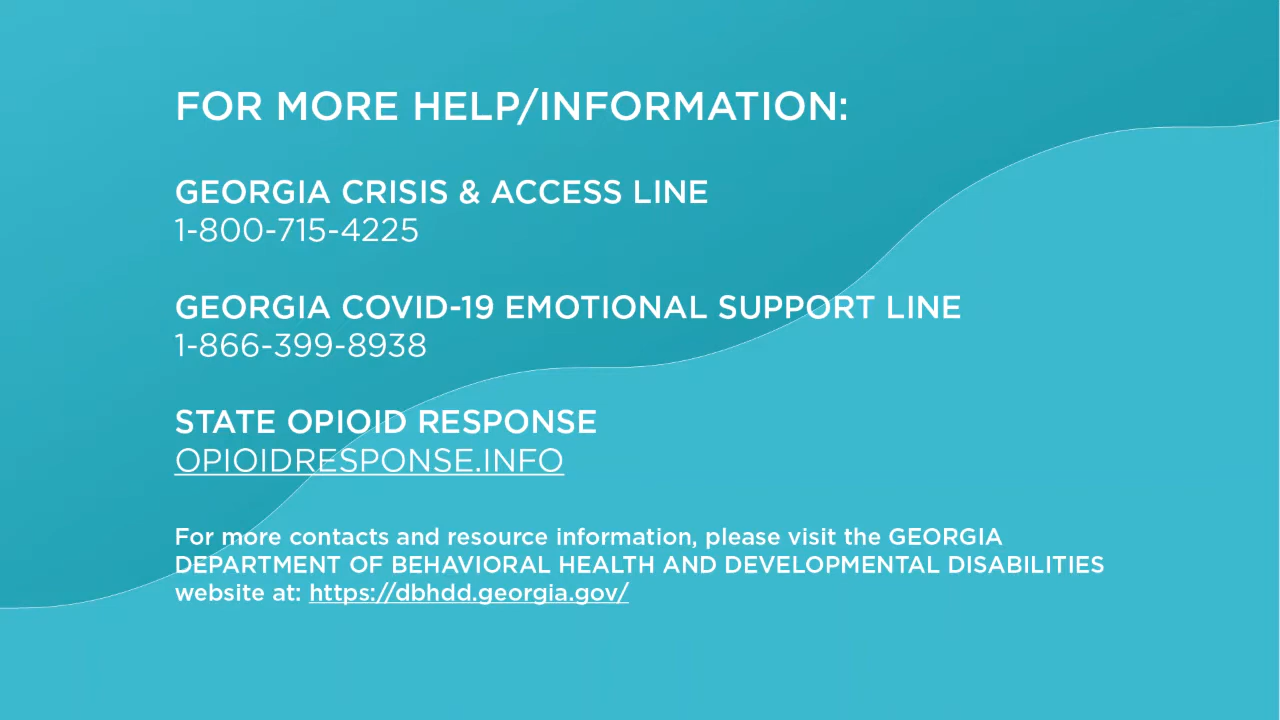 FOR MORE HELP/INFORMATION:
GEORGIA CRISIS & ACCESS LINE
1-800-715-4225
GEORGIA COVID-19 EMOTIONAL SUPPORT LINE
1-866-399-8938
STATE OPIOID RESPONSE
OPIOIDRESPONSE.INFO
For more contacts and resource information, please visit the GEORGIA
DEPARTMENT OF BEHAVIORAL HEALTH AND DEVELOPMENTAL DISABILITIES
website at: https://dbhdd.georgia.gov/